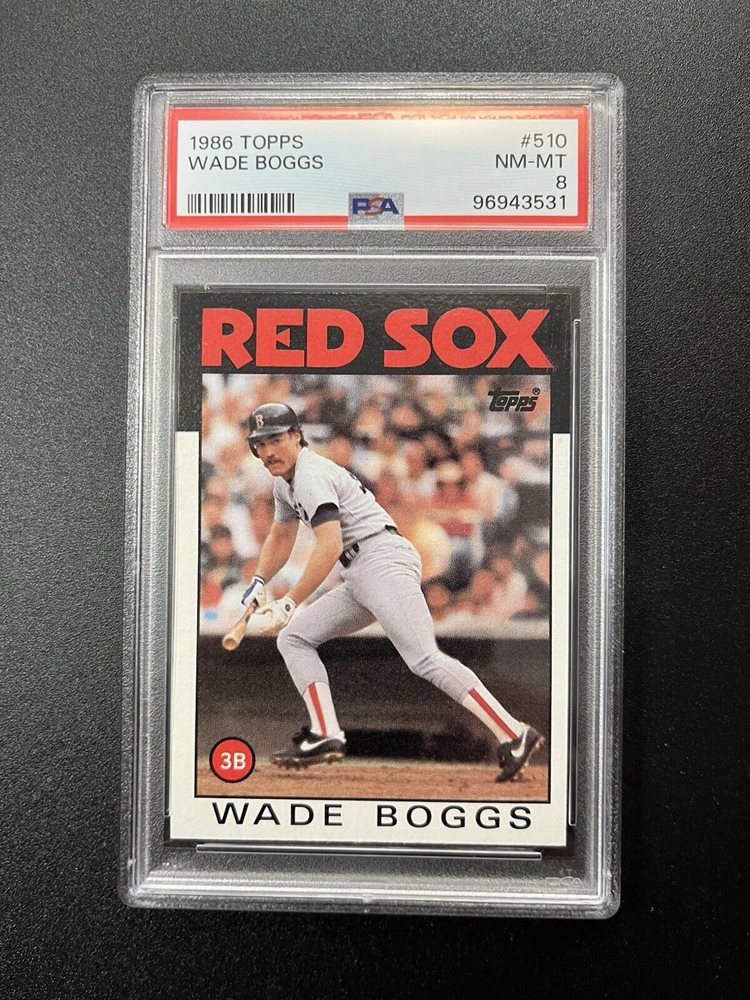 1986 TOPPS #510
WADE BOGGS NM-MT
8
PSA 96943531
RED SOX
Topps®
B
3B
WADE BOGGS